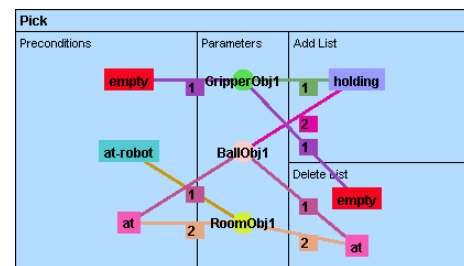 Pick
Preconditions Parameters Add List
empty 1 GripperObj1 1 holding
2
at-robot BallObj1 1
Delete List
1 1 empty
at 2 RoomObj1 2 at